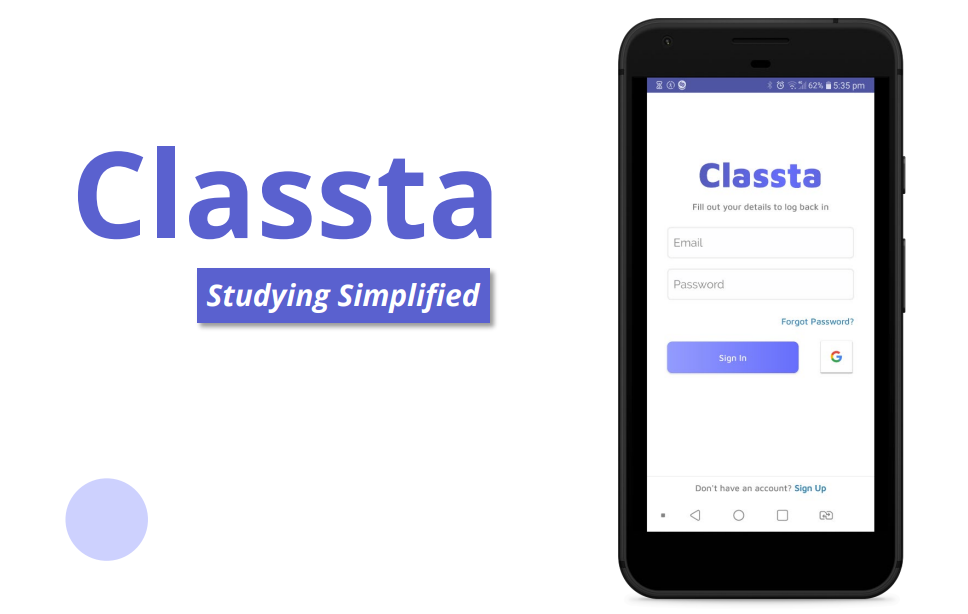 Classta
Studying Simplified
62% 5:35 pm
Classta
Fill out your details to log back in
Email
Password
Forgot Password?
Sign In
G
Don't have an account? Sign Up